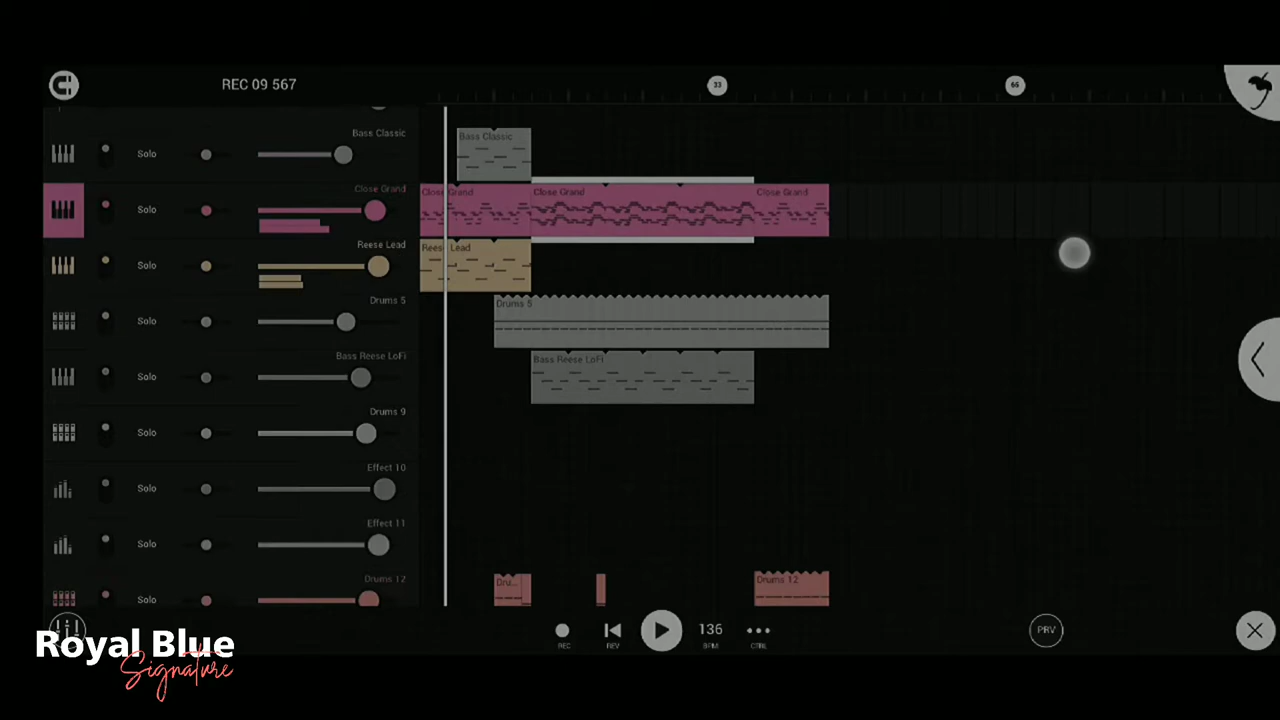 REC 09 567
33
65
Bass Classic
Solo
Bass Classic
Close Grand
Solo
Close Grand
Close Grand
Close Grand
Reese Lead
Solo
Reese Lead
Drums 5
Solo
Drums 5
Bass Reese LoFi
Solo
Bass Reese LoFi
Drums 9
Solo
Effect 10
Solo
Effect 11
Solo
Drums 12
Solo
Dru...
Drums 12
REC
REV
136
BPM
CTRL
PRV
Royal Blue
Signature